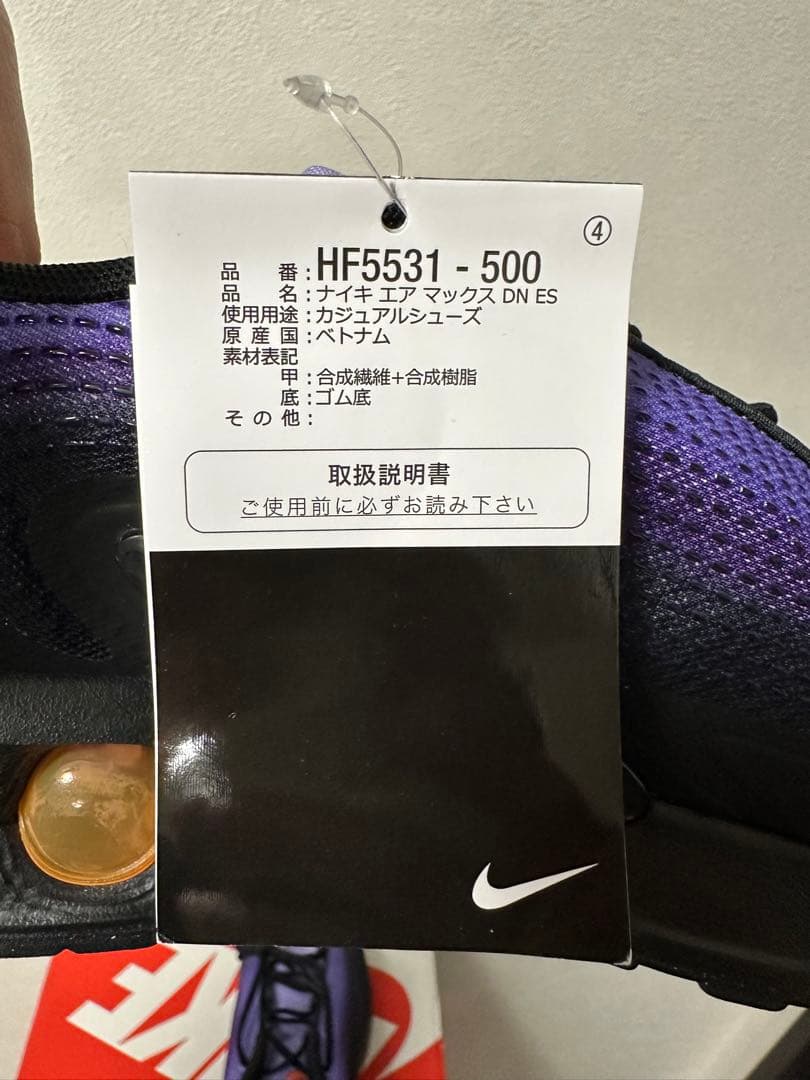 ④
品番:HF5531 - 500
品名:ナイキ エア マックス DN ES
使用用途:カジュアルシューズ
原産国:ベトナム
素材表記
甲:合成繊維+合成樹脂
底:ゴム底
その他:
取扱説明書
ご使用前に必ずお読み下さい